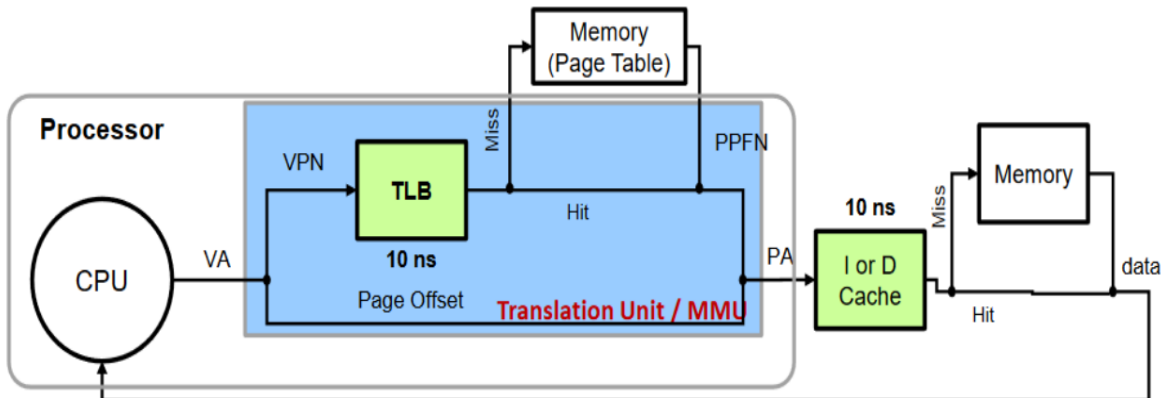 Memory
(Page Table)
Processor
Miss
PPFN
VPN
TLB
Hit
10 ns
VA
CPU
Page Offset
Translation Unit / MMU
PA
10 ns
I or D
Cache
Miss
Memory
Hit
data